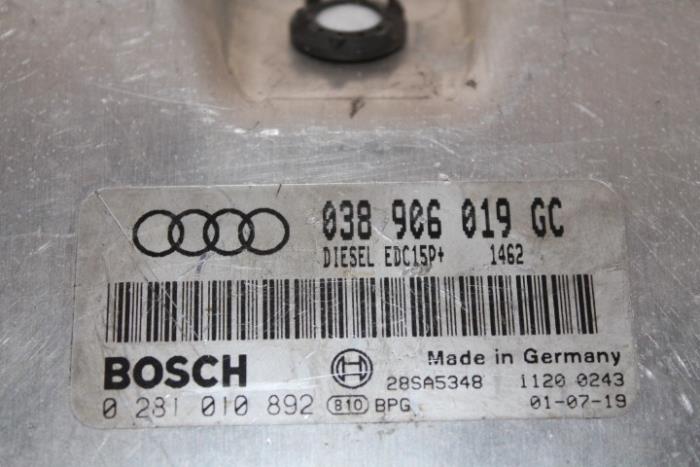 038 906 019 GC
DIESEL EDC15P+ 1462
BOSCH Made in Germany
28SA5348 1120 0243
0 281 010 892 810 BPG 01-07-19